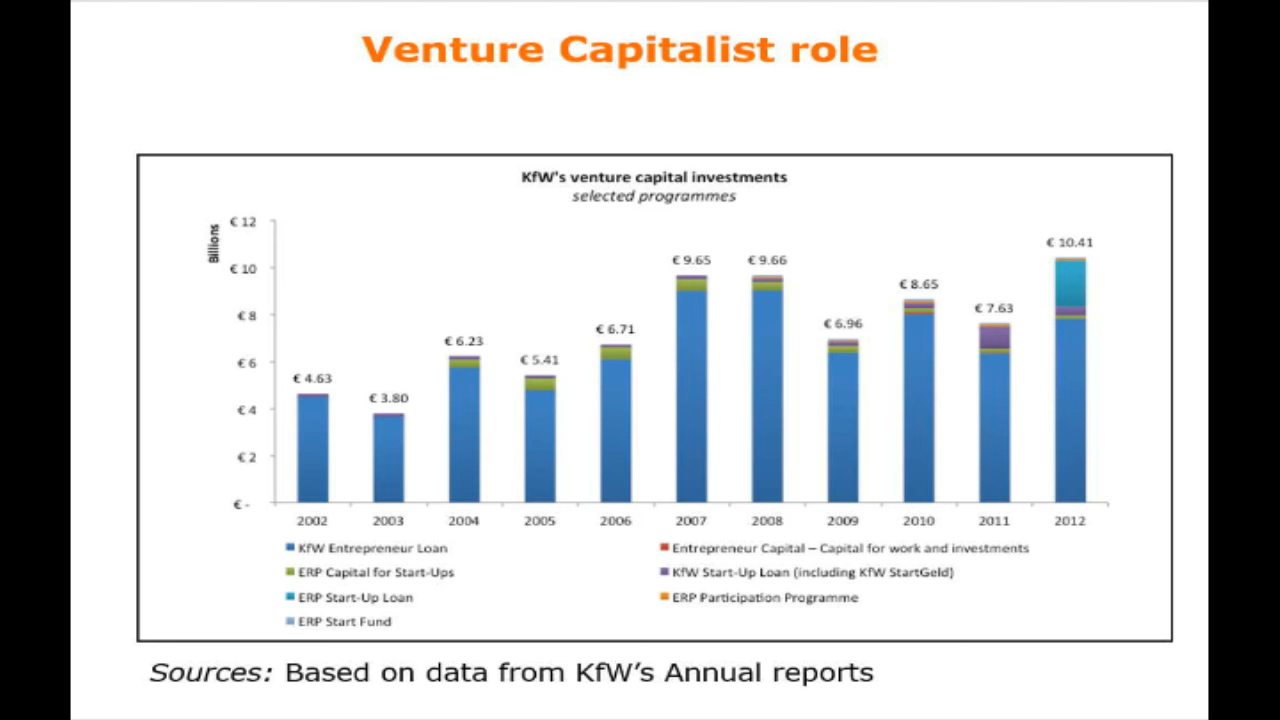 Venture Capitalist role
KfW's venture capital investments
selected programmes
Billions
€ 12
€ 10
€ 8
€ 6
€ 4
€ 2
€ -
€ 4.63
€ 3.80
€ 6.23
€ 5.41
€ 6.71
€ 9.65
€ 9.66
€ 6.96
€ 8.65
€ 7.63
€ 10.41
2002 2003 2004 2005 2006 2007 2008 2009 2010 2011 2012
KfW Entrepreneur Loan
Entrepreneur Capital – Capital for work and investments
ERP Capital for Start-Ups
KfW Start-Up Loan (including KfW StartGeld)
ERP Start-Up Loan
ERP Participation Programme
ERP Start Fund
Sources: Based on data from KfW’s Annual reports